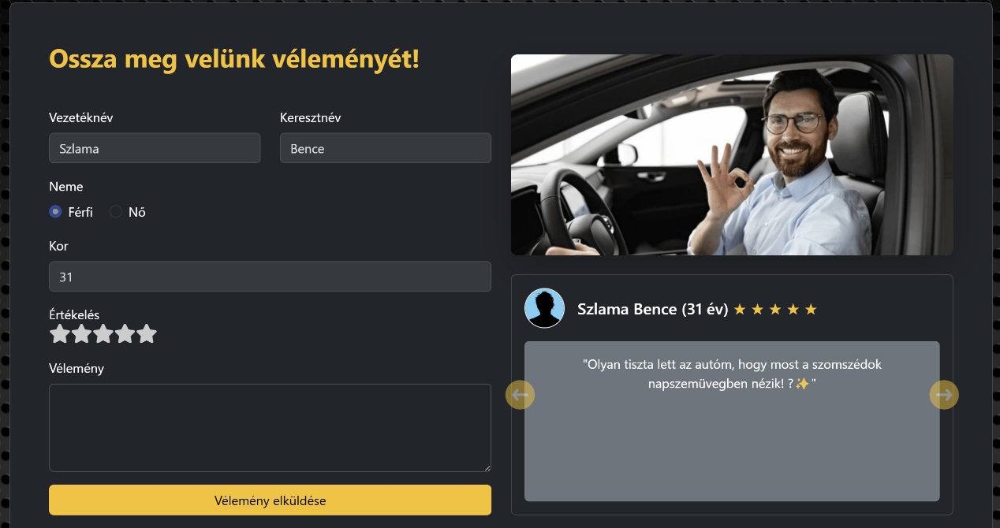 Ossza meg velünk véleményét!
Vezetéknév
Keresztnév
Szlama
Bence
Neme
Férfi
Nő
Kor
31
Értékelés
Vélemény
Vélemény elküldése
Szlama Bence (31 év) ★ ★ ★ ★ ★
"Olyan tiszta lett az autóm, hogy most a szomszédok
napszemüvegben nézik! ?✨"